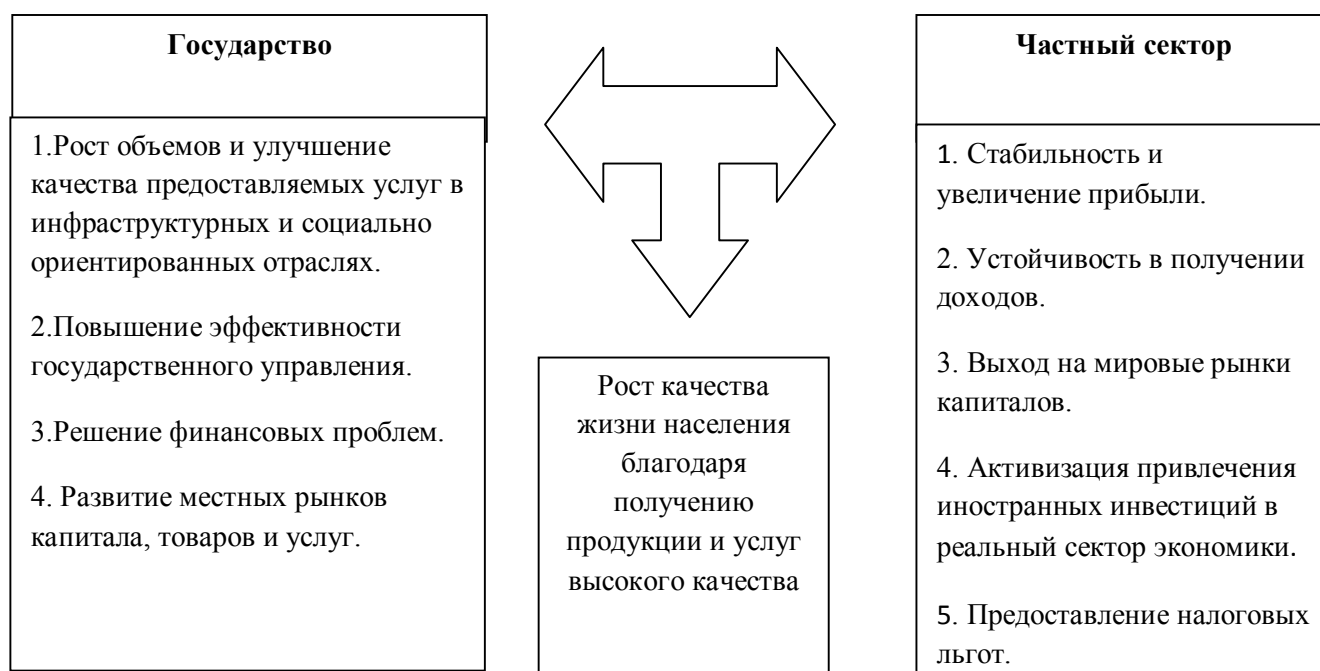 Государство
1.Рост объемов и улучшение
качества предоставляемых услуг в
инфраструктурных и социально
ориентированных отраслях.
2.Повышение эффективности
государственного управления.
3.Решение финансовых проблем.
4. Развитие местных рынков
капитала, товаров и услуг.
Рост качества
жизни населения
благодаря
получению
продукции и услуг
высокого качества
Частный сектор
1. Стабильность и
увеличение прибыли.
2. Устойчивость в получении
доходов.
3. Выход на мировые рынки
капиталов.
4. Активизация привлечения
иностранных инвестиций в
реальный сектор экономики.
5. Предоставление налоговых
льгот.